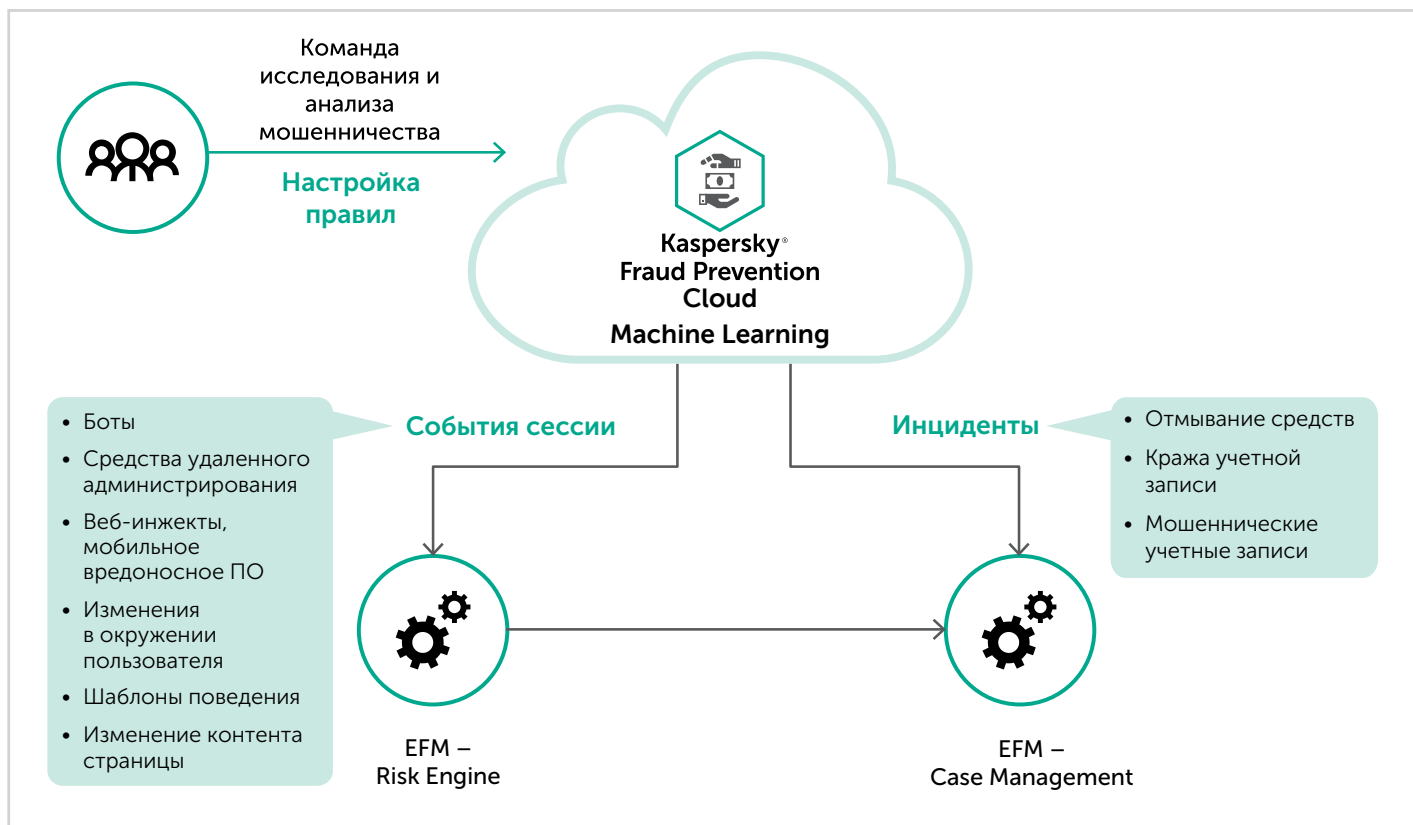 Команда
исследования и
анализа
мошенничества
Настройка
правил
Kaspersky®
Fraud Prevention
Cloud
Machine Learning
События сессии
• Боты
• Средства удаленного
администрирования
• Веб-инжекты,
мобильное
вредоносное ПО
• Изменения
в окружении
пользователя
• Шаблоны поведения
• Изменение контента
страницы
Инциденты
• Отмывание средств
• Кража учетной
записи
• Мошеннические
учетные записи
EFM –
Risk Engine
EFM –
Case Management